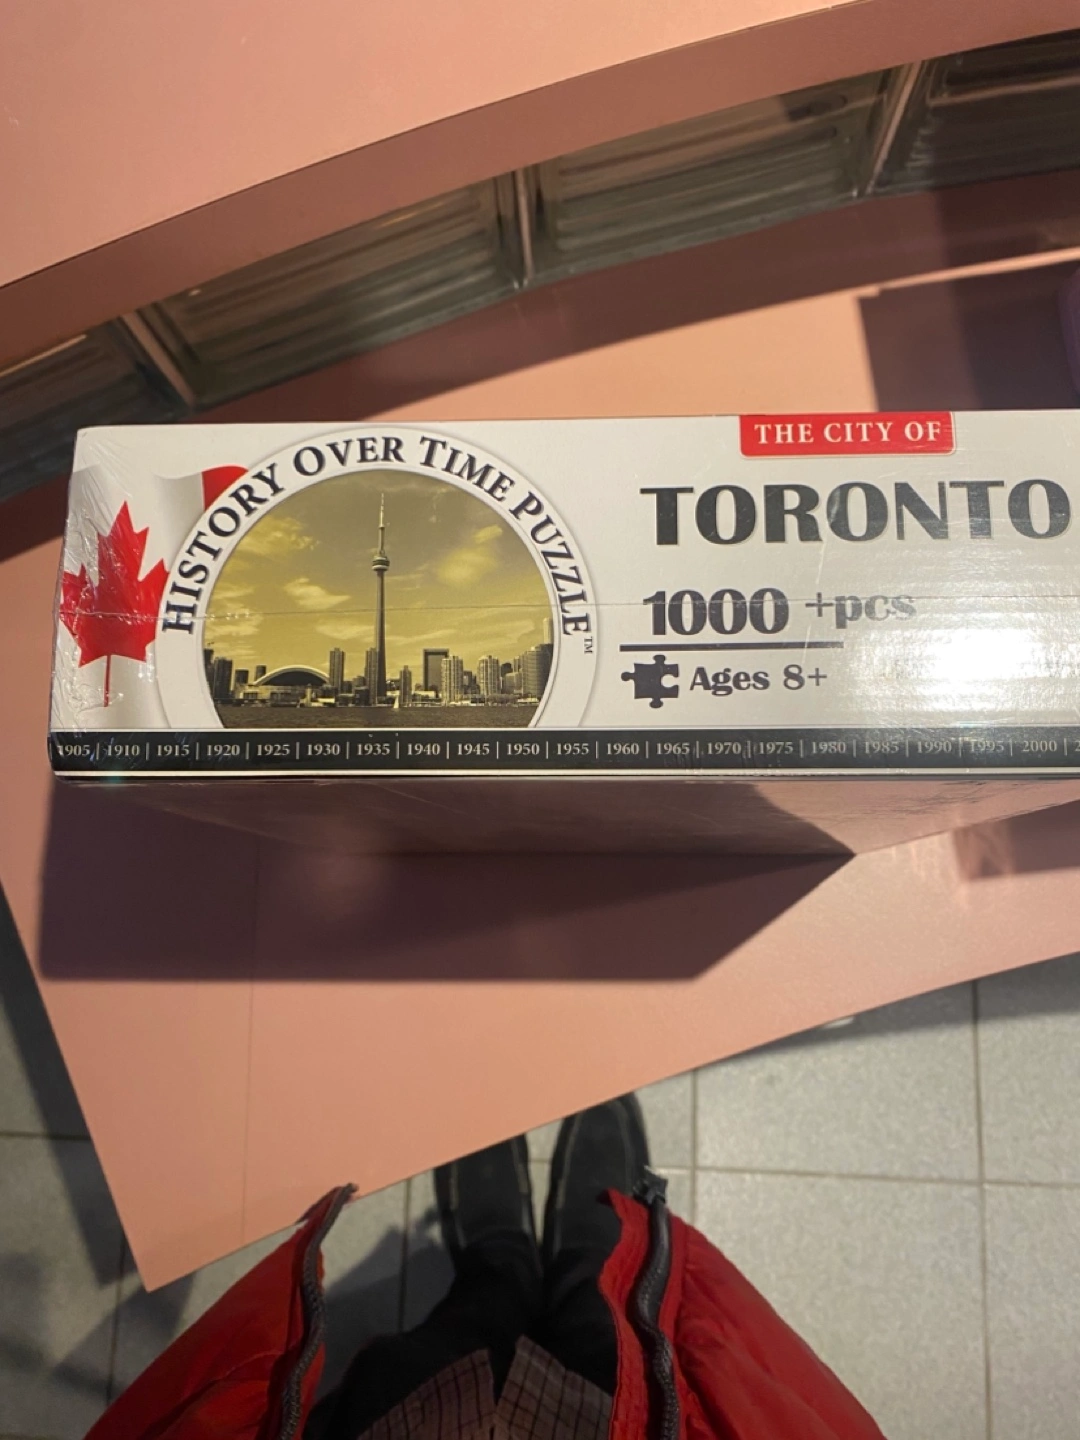 HISTORY OVER TIME PUZZLE™
THE CITY OF
TORONTO
1000 +pcs
Ages 8+
1905 | 1910 | 1915 | 1920 | 1925 | 1930 | 1935 | 1940 | 1945 | 1950 | 1955 | 1960 | 1965 | 1970 | 1975 | 1980 | 1985 | 1990 | 1995 | 2000 |